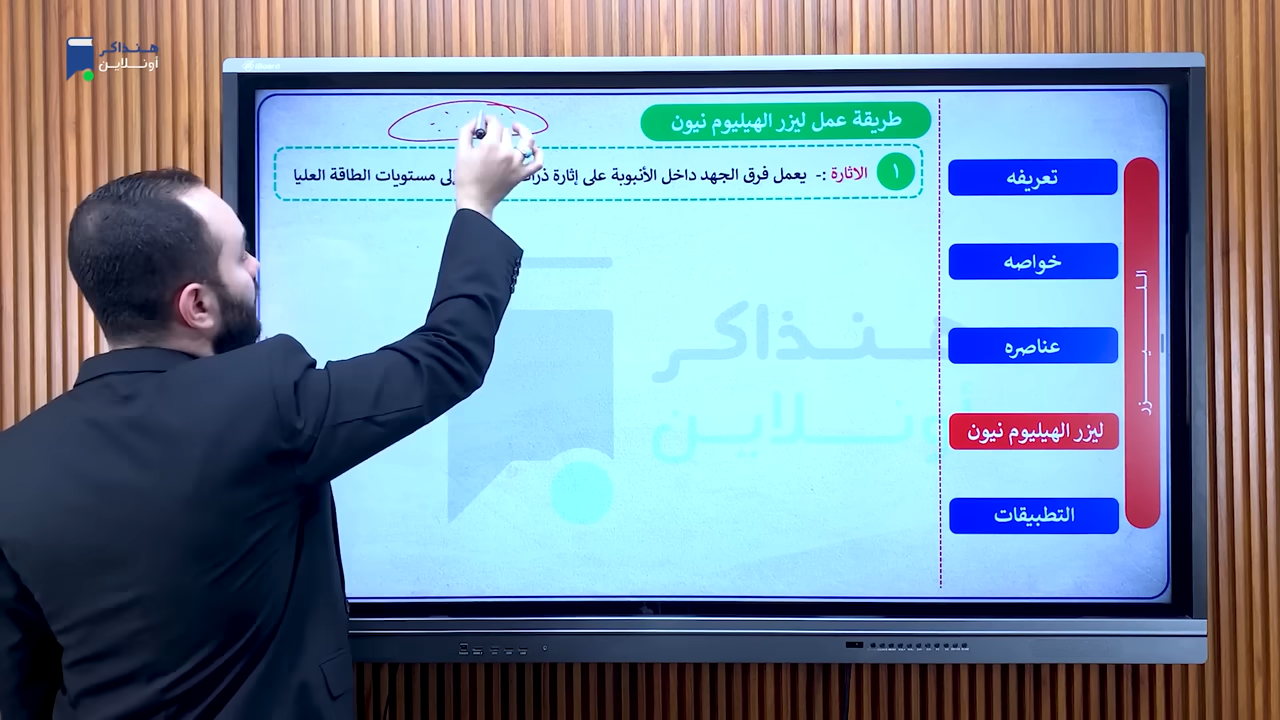 هنذاكر
أونلاين
طريقة عمل ليزر الهيليوم نيون
١
الاثارة :- يعمل فرق الجهد داخل الأنبوبة على إثارة إلى مستويات الطاقة العليا
تعريفه
خواصه
عناصره
ليزر الهيليوم نيون
التطبيقات
الليزر
هنذاكر
أونلاين